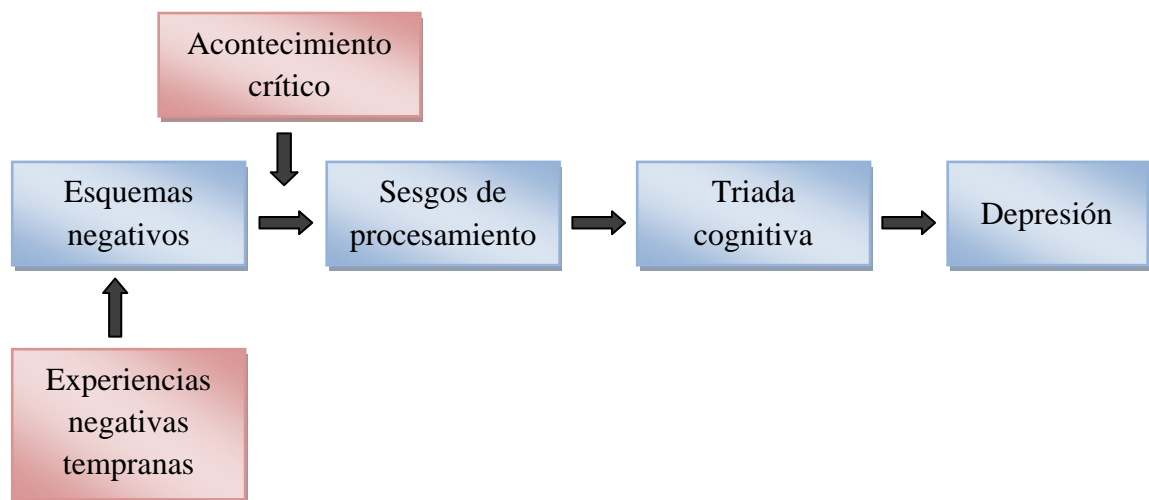 Acontecimiento
crítico
Esquemas
negativos
Sesgos de
procesamiento
Triada
cognitiva
Depresión
Experiencias
negativas
tempranas